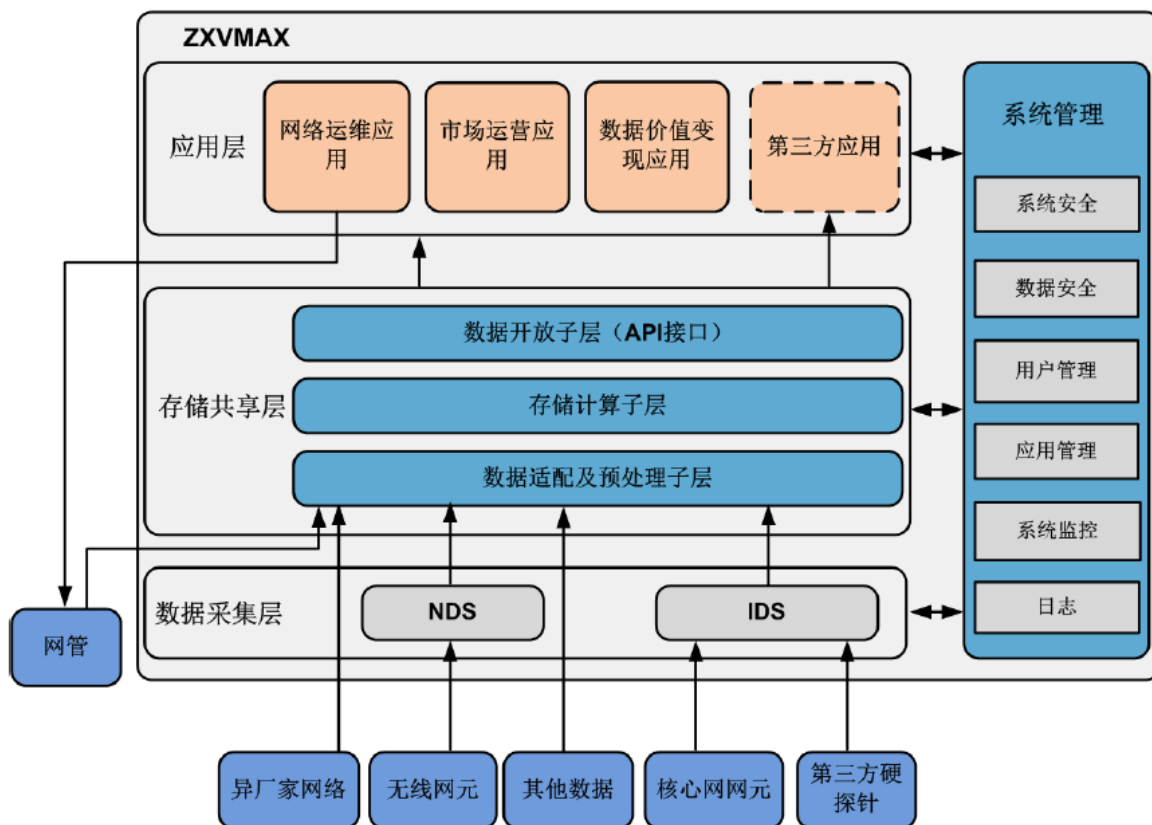 ZXVMAX
应用层
网络运维应
用
市场运营应
用
数据价值变
现应用
第三方应用
存储共享层
数据开放子层（API接口）
存储计算子层
数据适配及预处理子层
数据采集层
NDS
IDS
系统管理
系统安全
数据安全
用户管理
应用管理
系统监控
日志
网管
异厂家网络
无线网元
其他数据
核心网网元
第三方硬
探针